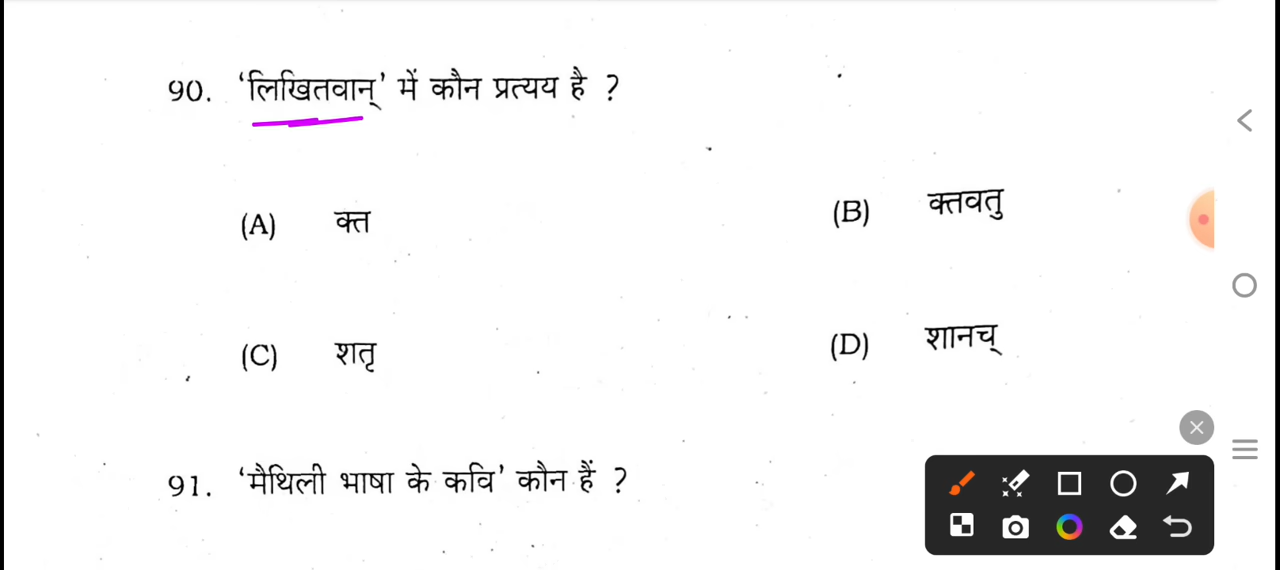 90. ‘लिखितवान्’ में कौन प्रत्यय है ?
(A) क्त
(B) क्तवतु
(C) शतृ
(D) शानच्
91. ‘मैथिली भाषा के कवि’ कौन हैं ?